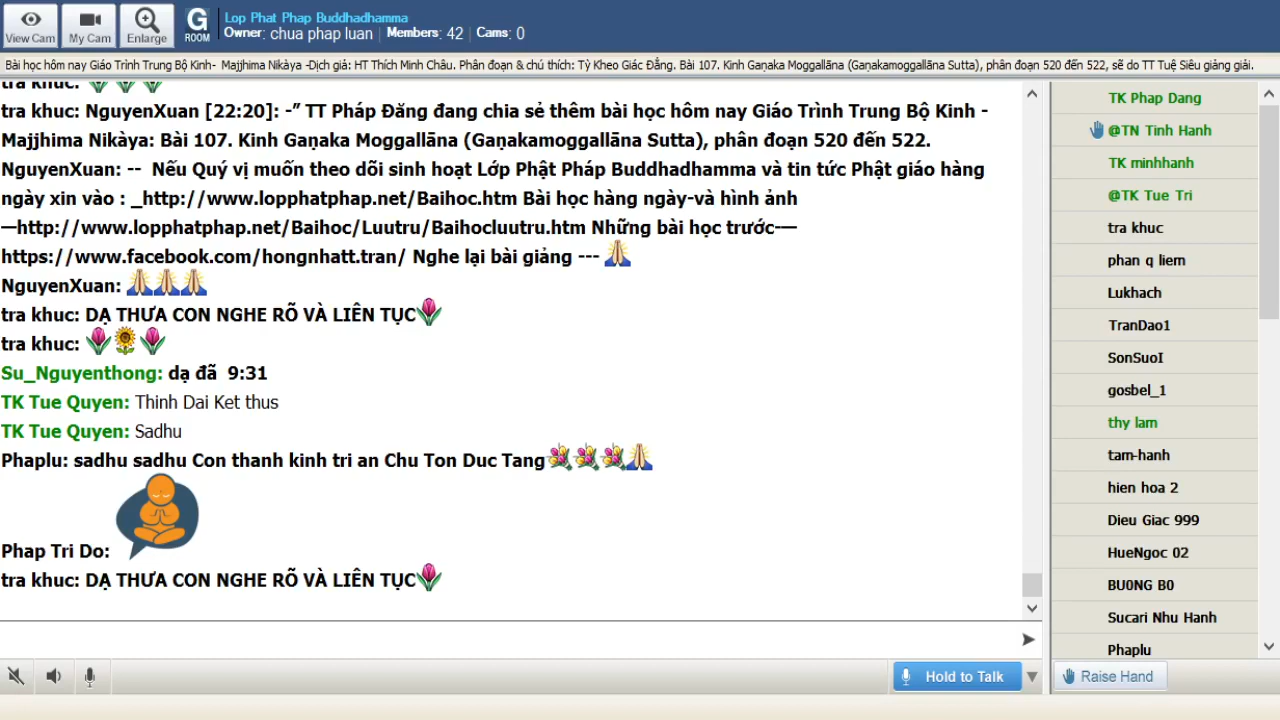 View Cam
My Cam
Enlarge
G
ROOM
Lop Phat Phap Buddhadhamma
Owner: chua phap luan | Members: 42 | Cams: 0
Bài học hôm nay Giáo Trình Trung Bộ Kinh- Majjhima Nikàya -Dịch giả: HT Thích Minh Châu. Phân đoạn & chú thích: Tỳ Kheo Giác Đẳng. Bài 107. Kinh Gaṇaka Moggallāna (Gaṇakamoggallāna Sutta), phân đoạn 520 đến 522, sẽ do TT Tuệ Siêu giảng giải.
tra khuc:
tra khuc: NguyenXuan [22:20]: -” TT Pháp Đăng đang chia sẻ thêm bài học hôm nay Giáo Trình Trung Bộ Kinh -
Majjhima Nikàya: Bài 107. Kinh Gaṇaka Moggallāna (Gaṇakamoggallāna Sutta), phân đoạn 520 đến 522.
NguyenXuan: -- Nếu Quý vị muốn theo dõi sinh hoạt Lớp Phật Pháp Buddhadhamma và tin tức Phật giáo hàng
ngày xin vào : _http://www.lopphatphap.net/Baihoc.htm Bài học hàng ngày-và hình ảnh
—http://www.lopphatphap.net/Baihoc/Luutru/Baihocluutru.htm Những bài học trước-—
https://www.facebook.com/hongnhatt.tran/ Nghe lại bài giảng ---
NguyenXuan:
tra khuc: DẠ THƯA CON NGHE RÕ VÀ LIÊN TỤC
tra khuc:
Su_Nguyenthong: dạ đã 9:31
TK Tue Quyen: Thinh Dai Ket thus
TK Tue Quyen: Sadhu
Phaplu: sadhu sadhu Con thanh kinh tri an Chu Ton Duc Tang
Phap Tri Do:
tra khuc: DẠ THƯA CON NGHE RÕ VÀ LIÊN TỤC
TK Phap Dang
@TN Tinh Hanh
TK minhhanh
@TK Tue Tri
tra khuc
phan q liem
Lukhach
TranDao1
SonSuoI
gosbel_1
thy lam
tam-hanh
hien hoa 2
Dieu Giac 999
HueNgoc 02
BU0NG B0
Sucari Nhu Hanh
Phaplu
Hold to Talk
Raise Hand